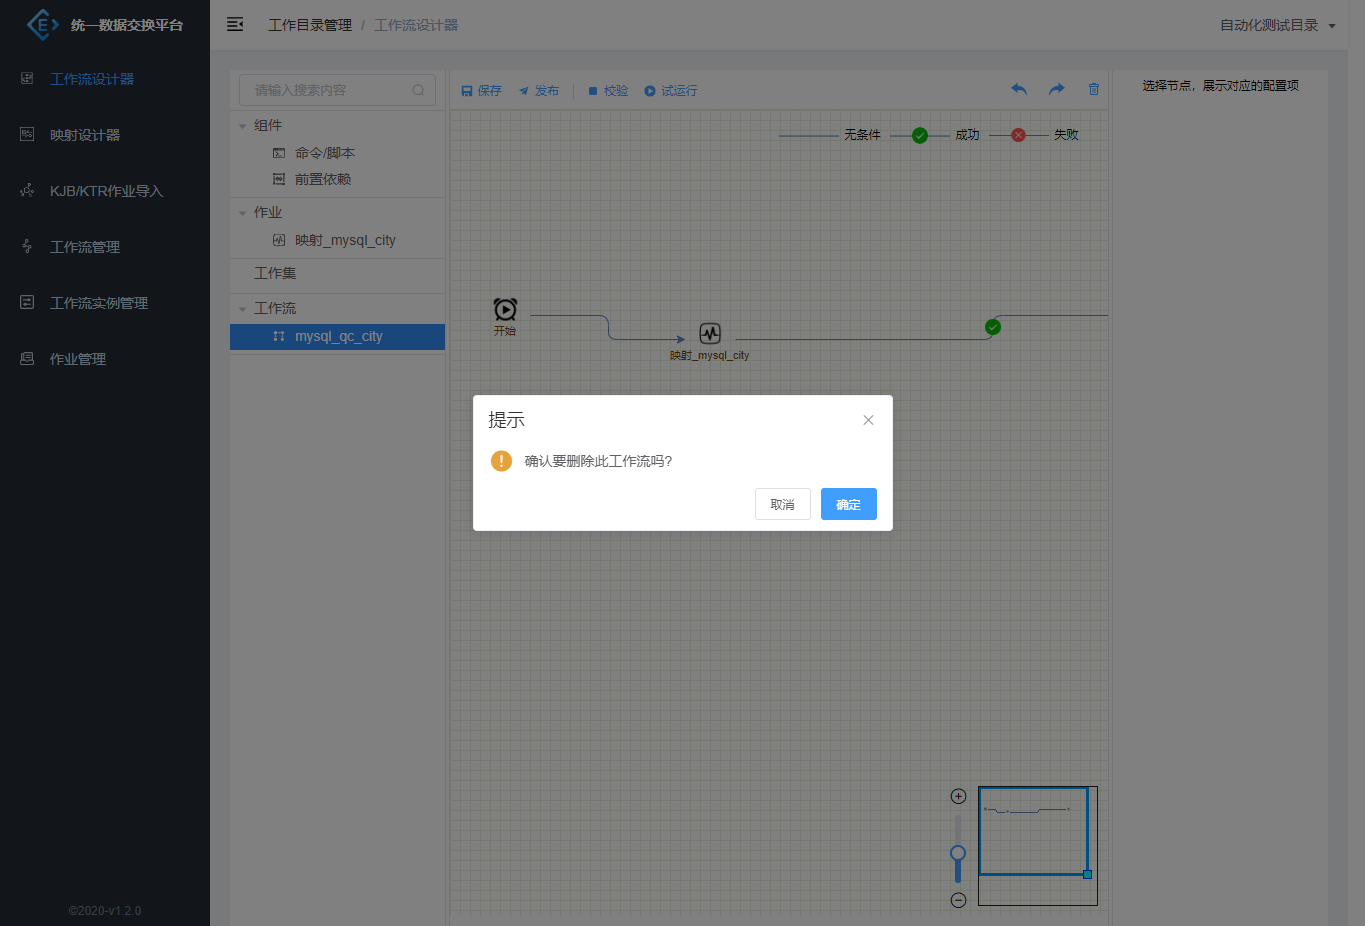 统一数据交换平台
工作目录管理 / 工作流设计器
自动化测试目录
工作流设计器
映射设计器
KJB/KTR作业导入
工作流管理
工作流实例管理
作业管理
©2020-v1.2.0
请输入搜索内容
组件
命令/脚本
前置依赖
作业
映射_mysql_city
工作集
工作流
mysql_qc_city
保存 发布 校验 试运行
无条件 成功 失败
开始
映射_mysql_city
选择节点，展示对应的配置项
提示
确认要删除此工作流吗?
取消 确定